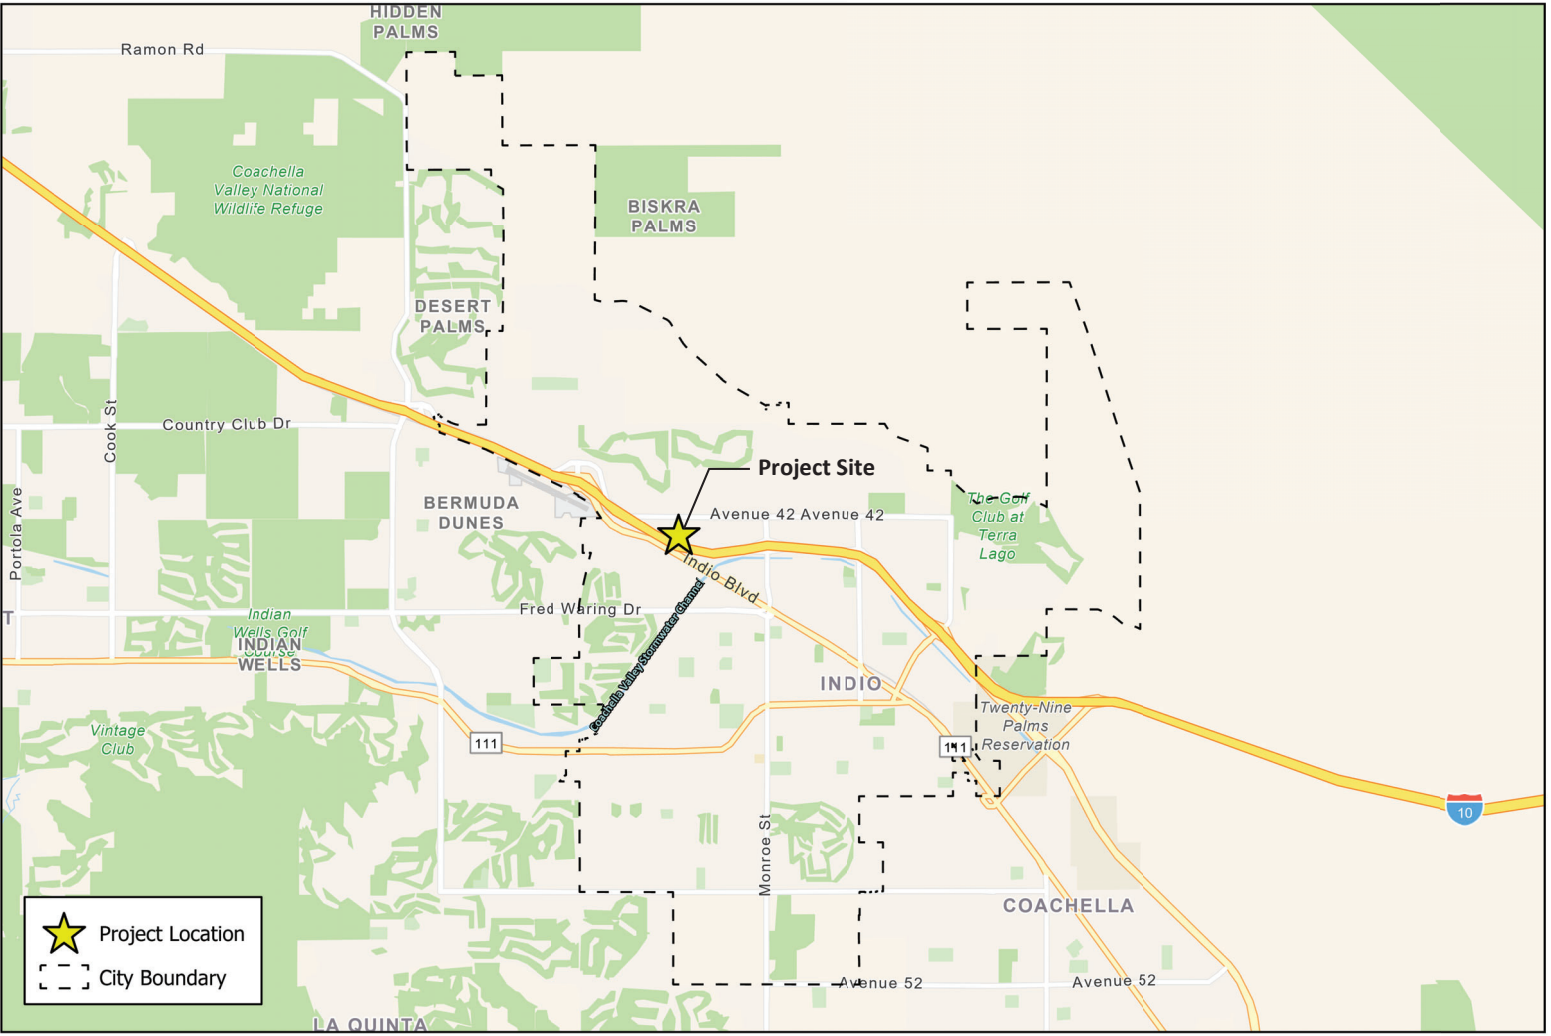 HIDDEN
PALMS
Ramon Rd
Coachella
Valley National
Wildlife Refuge
BISKRA
PALMS
DESERT
PALMS
Cook St
Country Club Dr
Project Site
Portola Ave
BERMUDA
DUNES
Avenue 42 Avenue 42
The Golf
Club at
Terra
Lago
Indio Blvd
Fred Waring Dr
Coachella Valley Stormwater Channel
T
Indian
Wells Golf
Course
INDIAN
WELLS
INDIO
Vintage
Club
111
Twenty-Nine
Palms
Reservation
111
10
Monroe St
COACHELLA
Project Location
City Boundary
Avenue 52
Avenue 52
LA QUINTA